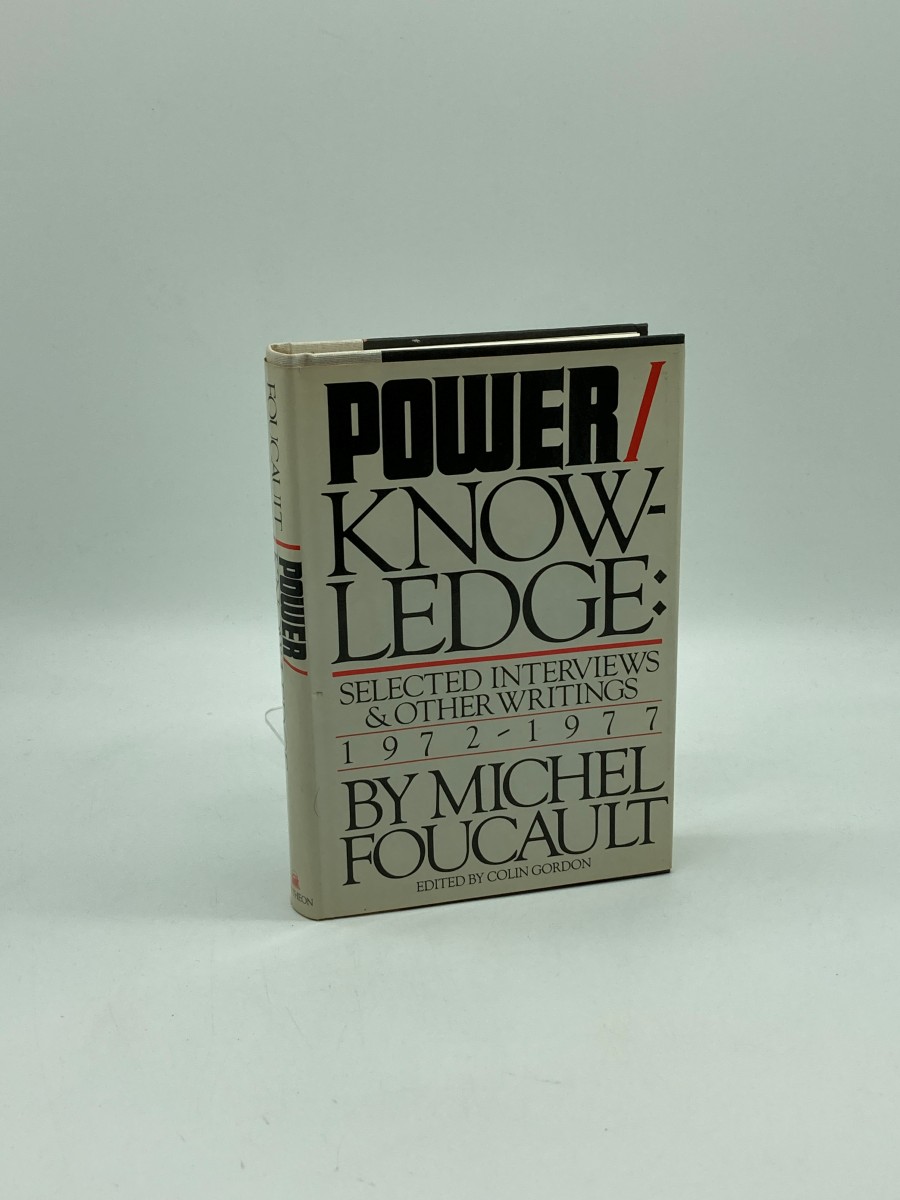 POWER/
KNOW-
LEDGE:
SELECTED INTERVIEWS
& OTHER WRITINGS
1972-1977
BY MICHEL
FOUCAULT
EDITED BY COLIN GORDON
FOUCAULT / POWER/